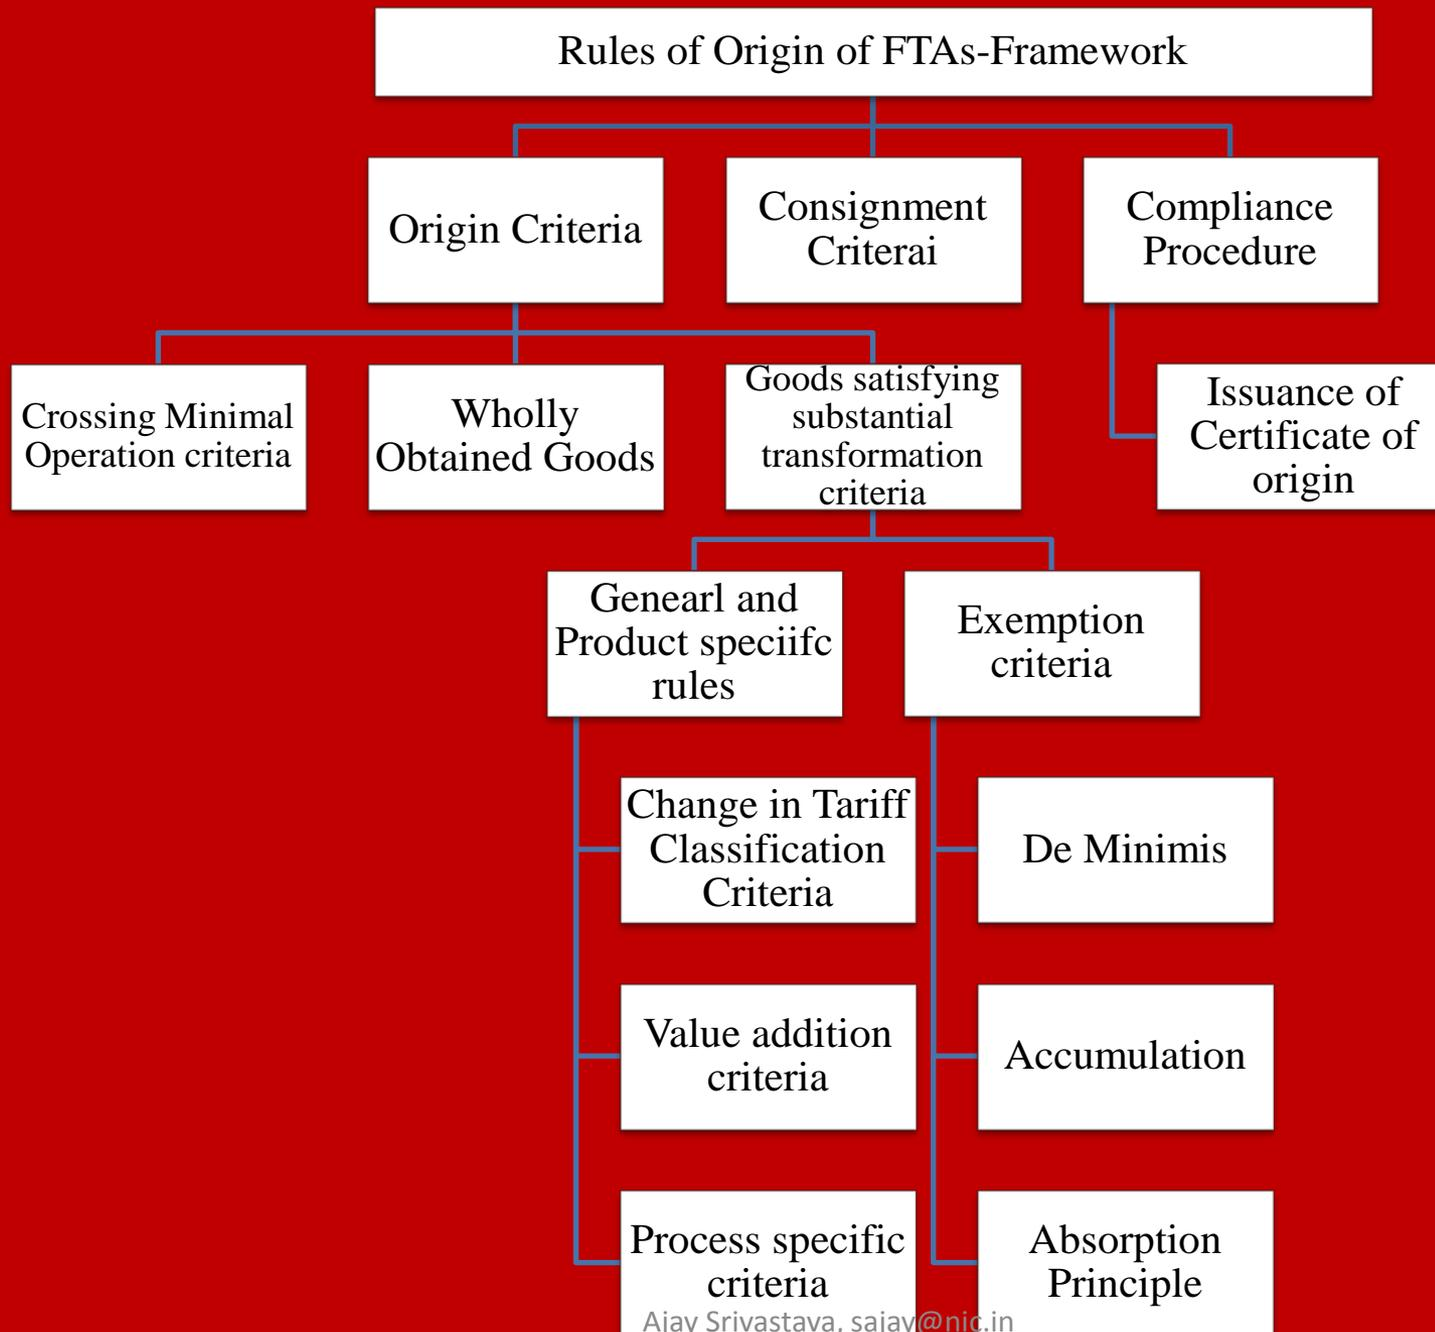 Rules of Origin of FTAs-Framework
Origin Criteria
Consignment
Criterai
Compliance
Procedure
Crossing Minimal
Operation criteria
Wholly
Obtained Goods
Goods satisfying
substantial
transformation
criteria
Issuance of
Certificate of
origin
Genearl and
Product speciifc
rules
Exemption
criteria
Change in Tariff
Classification
Criteria
De Minimis
Value addition
criteria
Accumulation
Process specific
criteria
Absorption
Principle
Ajay Srivastava, sajay@nic.in